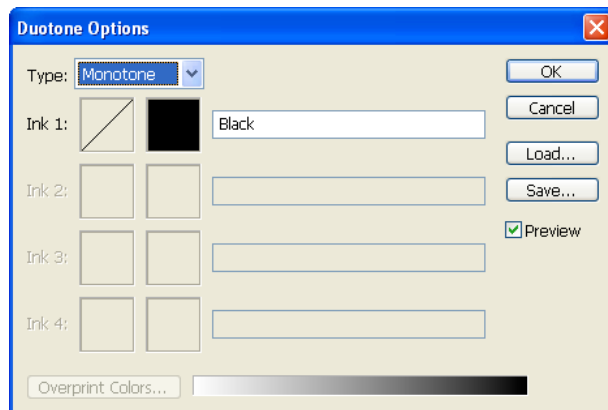 Duotone Options
Type: Monotone
OK
Ink 1: Black
Cancel
Load...
Ink 2:
Save...
Preview
Ink 3:
Ink 4:
Overprint Colors...